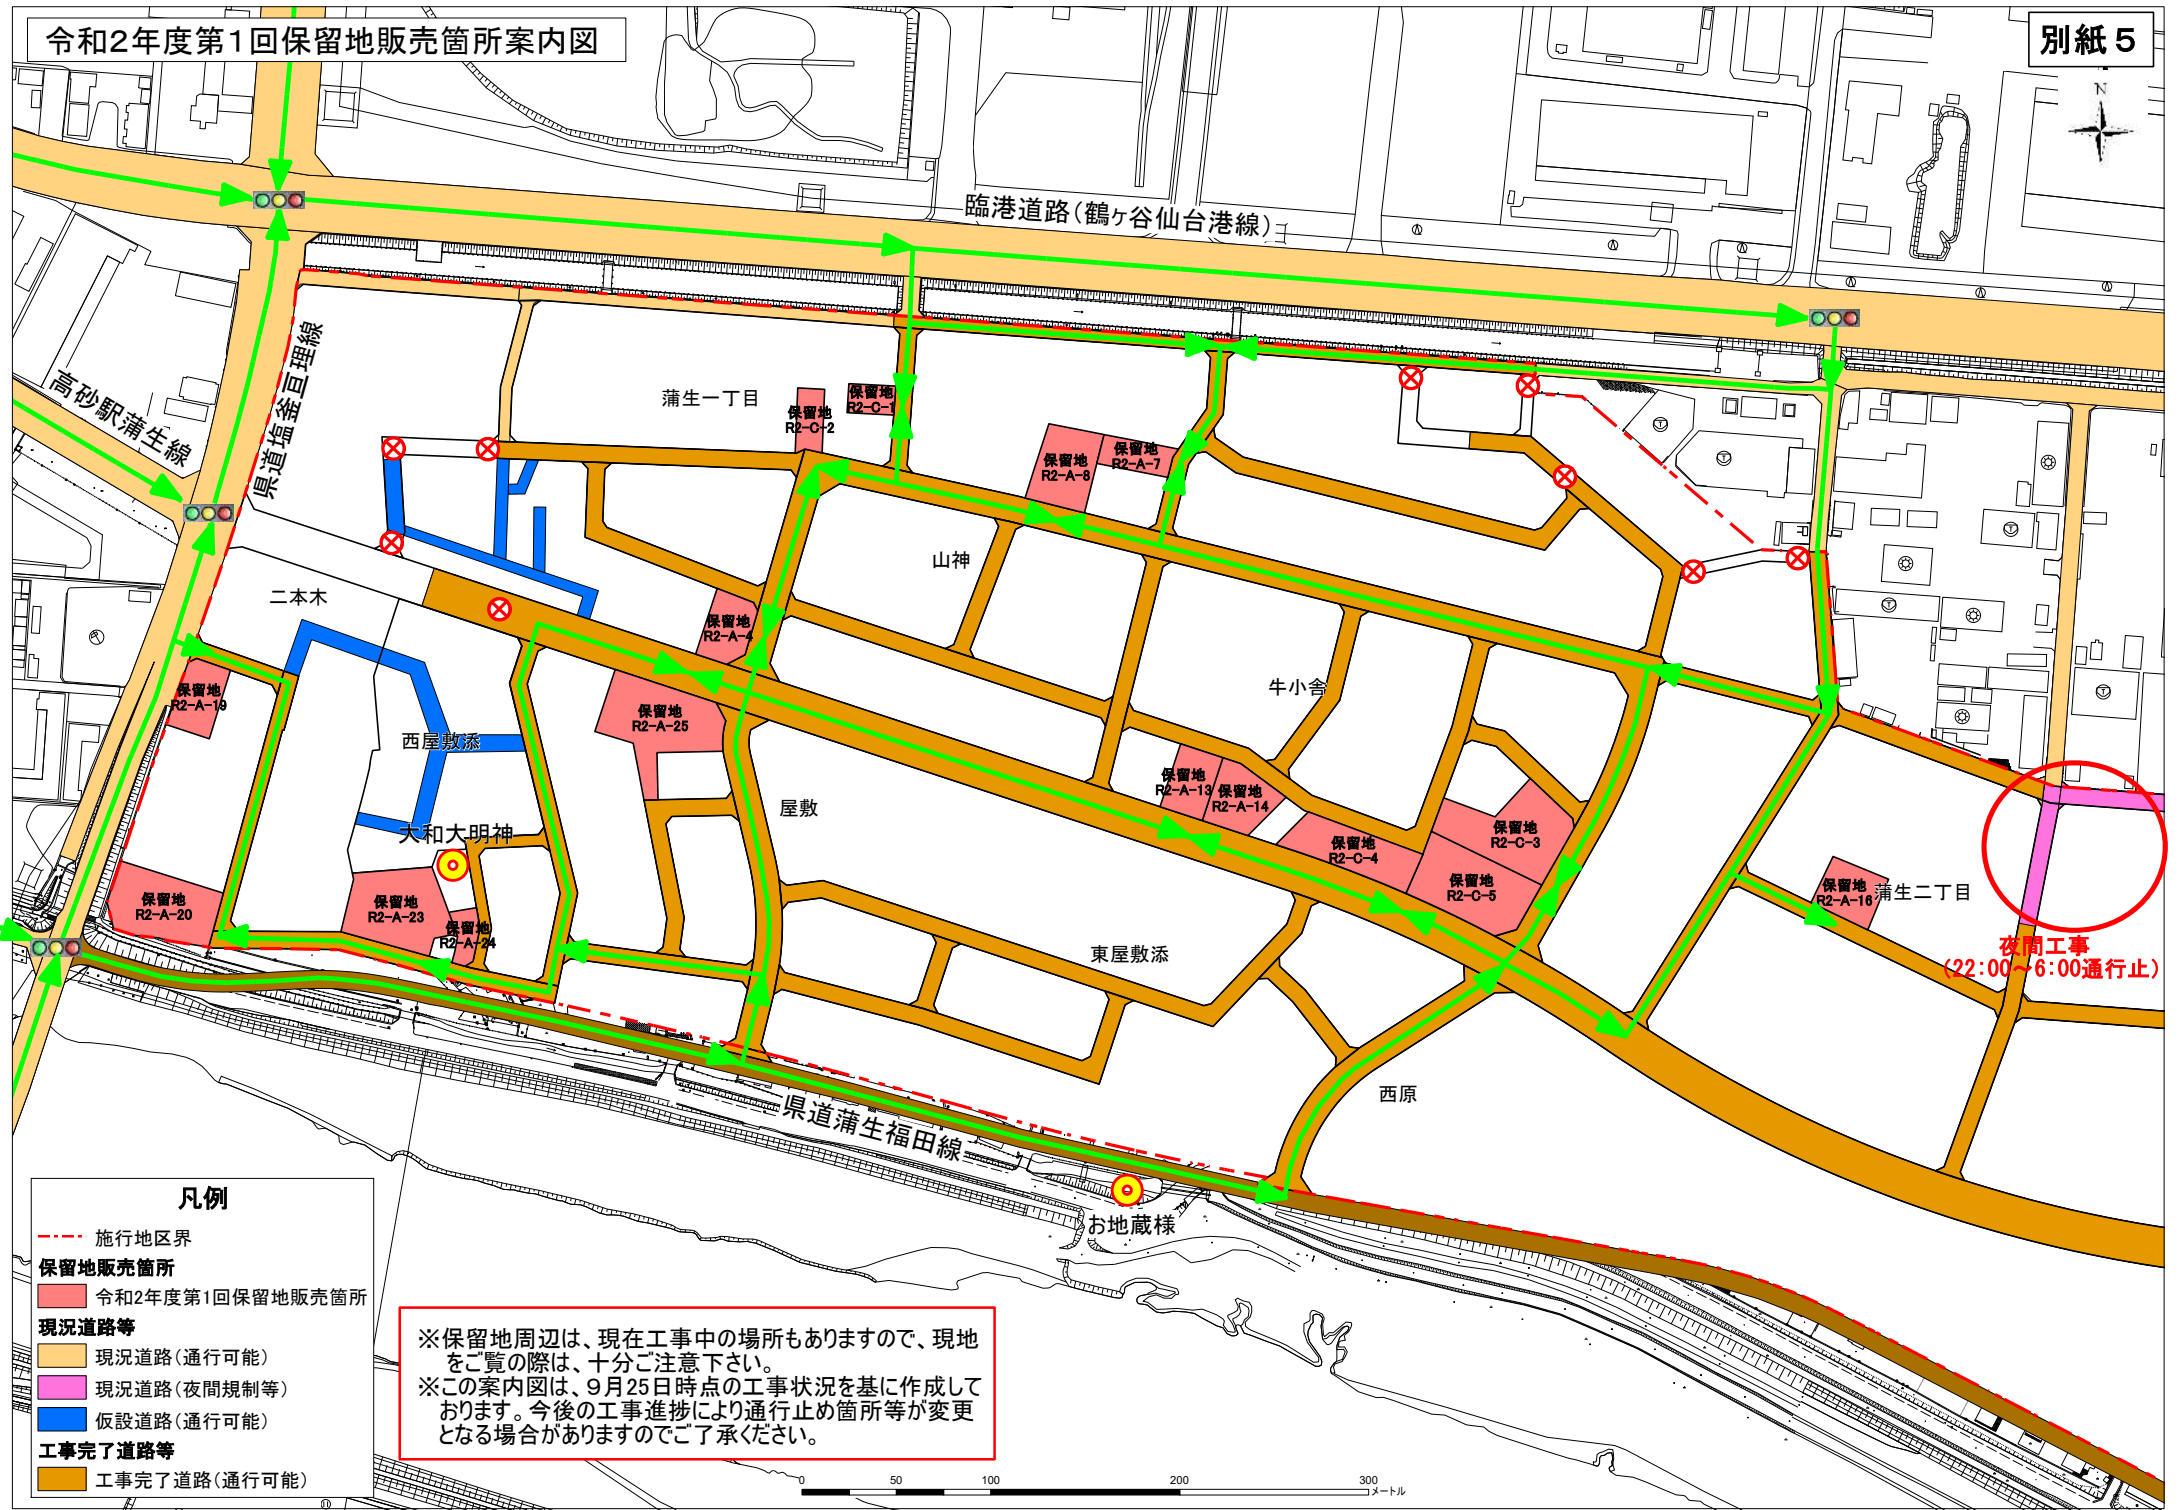 令和2年度第1回保留地販売箇所案内図
別紙5
N
臨港道路(鶴ヶ谷仙台港線)
県道塩釜亘理線
高砂駅蒲生線
蒲生一丁目
保留地
R2-C-2
保留地
R2-C-1
保留地
R2-A-8
保留地
R2-A-7
山神
二本木
保留地
R2-A-4
保留地
R2-A-19
保留地
R2-A-25
牛小舎
西屋敷添
保留地
R2-A-13
保留地
R2-A-14
屋敷
大和大明神
保留地
R2-C-4
保留地
R2-C-3
保留地
R2-C-5
保留地
R2-A-20
保留地
R2-A-23
保留地
R2-A-24
保留地
R2-A-16
蒲生二丁目
東屋敷添
夜間工事
(22:00~6:00通行止)
西原
県道蒲生福田線
お地蔵様
凡例
施行地区界
保留地販売箇所
令和2年度第1回保留地販売箇所
現況道路等
現況道路(通行可能)
現況道路(夜間規制等)
仮設道路(通行可能)
工事完了道路等
工事完了道路(通行可能)
※保留地周辺は、現在工事中の場所もありますので、現地
をご覧の際は、十分ご注意下さい。
※この案内図は、9月25日時点の工事状況を基に作成して
おります。今後の工事進捗により通行止め箇所等が変更
となる場合がありますのでご了承ください。
0 50 100 200 300
メートル